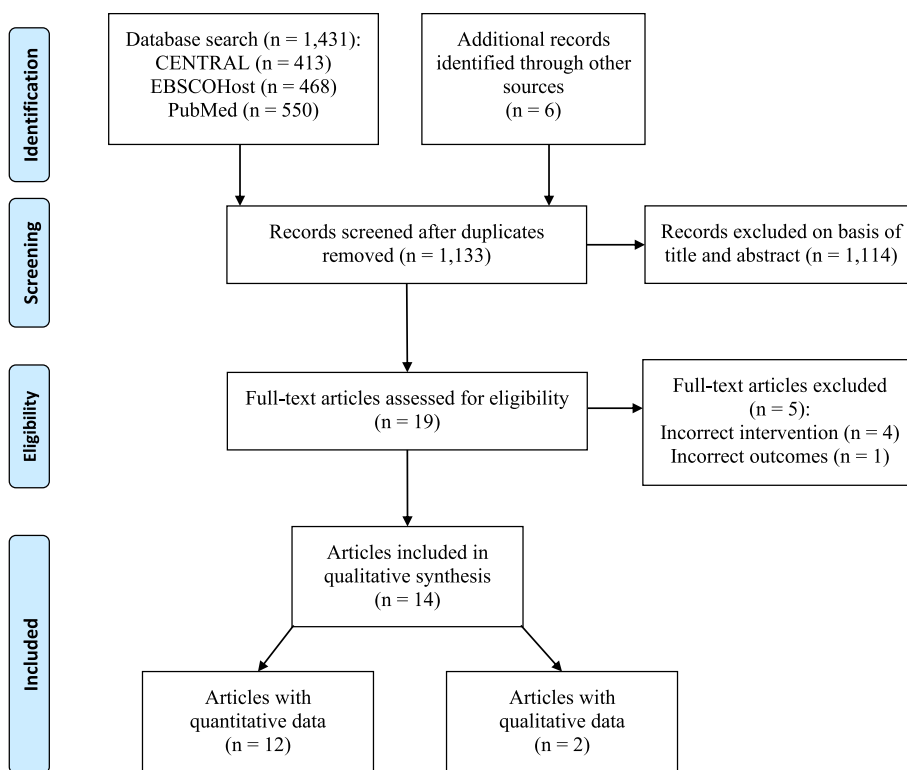 Identification
Database search (n = 1,431):
CENTRAL (n = 413)
EBSCOHost (n = 468)
PubMed (n = 550)
Additional records
identified through other
sources
(n = 6)
Screening
Records screened after duplicates
removed (n = 1,133)
Records excluded on basis of
title and abstract (n = 1,114)
Eligibility
Full-text articles assessed for eligibility
(n = 19)
Full-text articles excluded
(n = 5):
Incorrect intervention (n = 4)
Incorrect outcomes (n = 1)
Included
Articles included in
qualitative synthesis
(n = 14)
Articles with
quantitative data
(n = 12)
Articles with
qualitative data
(n = 2)